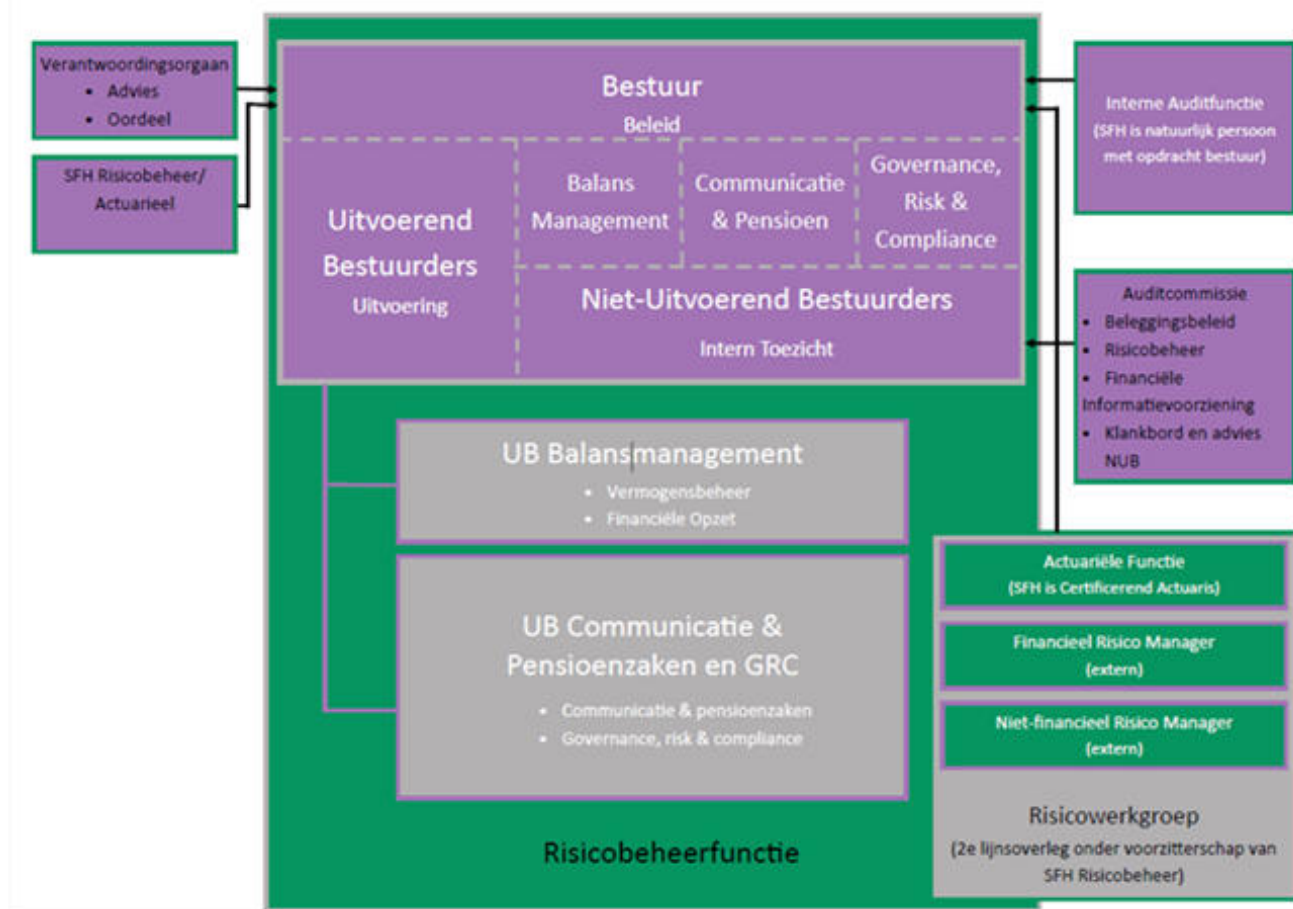 Verantwoordingsorgaan
• Advies
• Oordeel
SFH Risicobeheer/
Actuarieel
Bestuur
Beleid
Uitvoerend
Bestuurders
Uitvoering
Balans
Management
Communicatie
& Pensioen
Governance,
Risk &
Compliance
Niet-Uitvoerend Bestuurders
Intern Toezicht
Interne Auditfunctie
(SFH is natuurlijk persoon
met opdracht bestuur)
Auditcommissie
• Beleggingsbeleid
• Risicobeheer
• Financiële
Informatievoorziening
• Klankbord en advies
NUB
UB Balansmanagement
• Vermogensbeheer
• Financiële Opzet
UB Communicatie &
Pensioenzaken en GRC
• Communicatie & pensioenzaken
• Governance, risk & compliance
Risicobeheerfunctie
Actuariële Functie
(SFH is Certificerend Actuaris)
Financieel Risico Manager
(extern)
Niet-financieel Risico Manager
(extern)
Risicowerkgroep
(2e lijnsoverleg onder voorzitterschap van
SFH Risicobeheer)